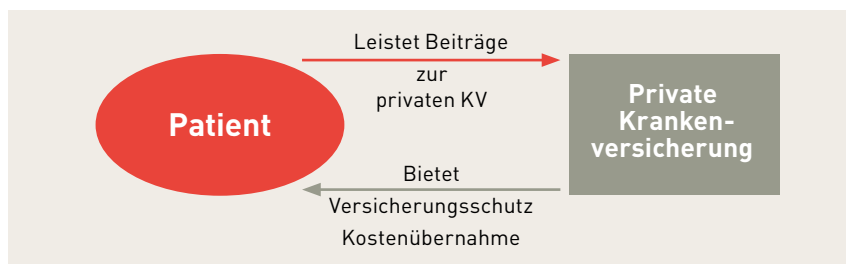 Leistet Beiträge
zur
privaten KV
Patient
Private
Kranken-
versicherung
Bietet
Versicherungsschutz
Kostenübernahme